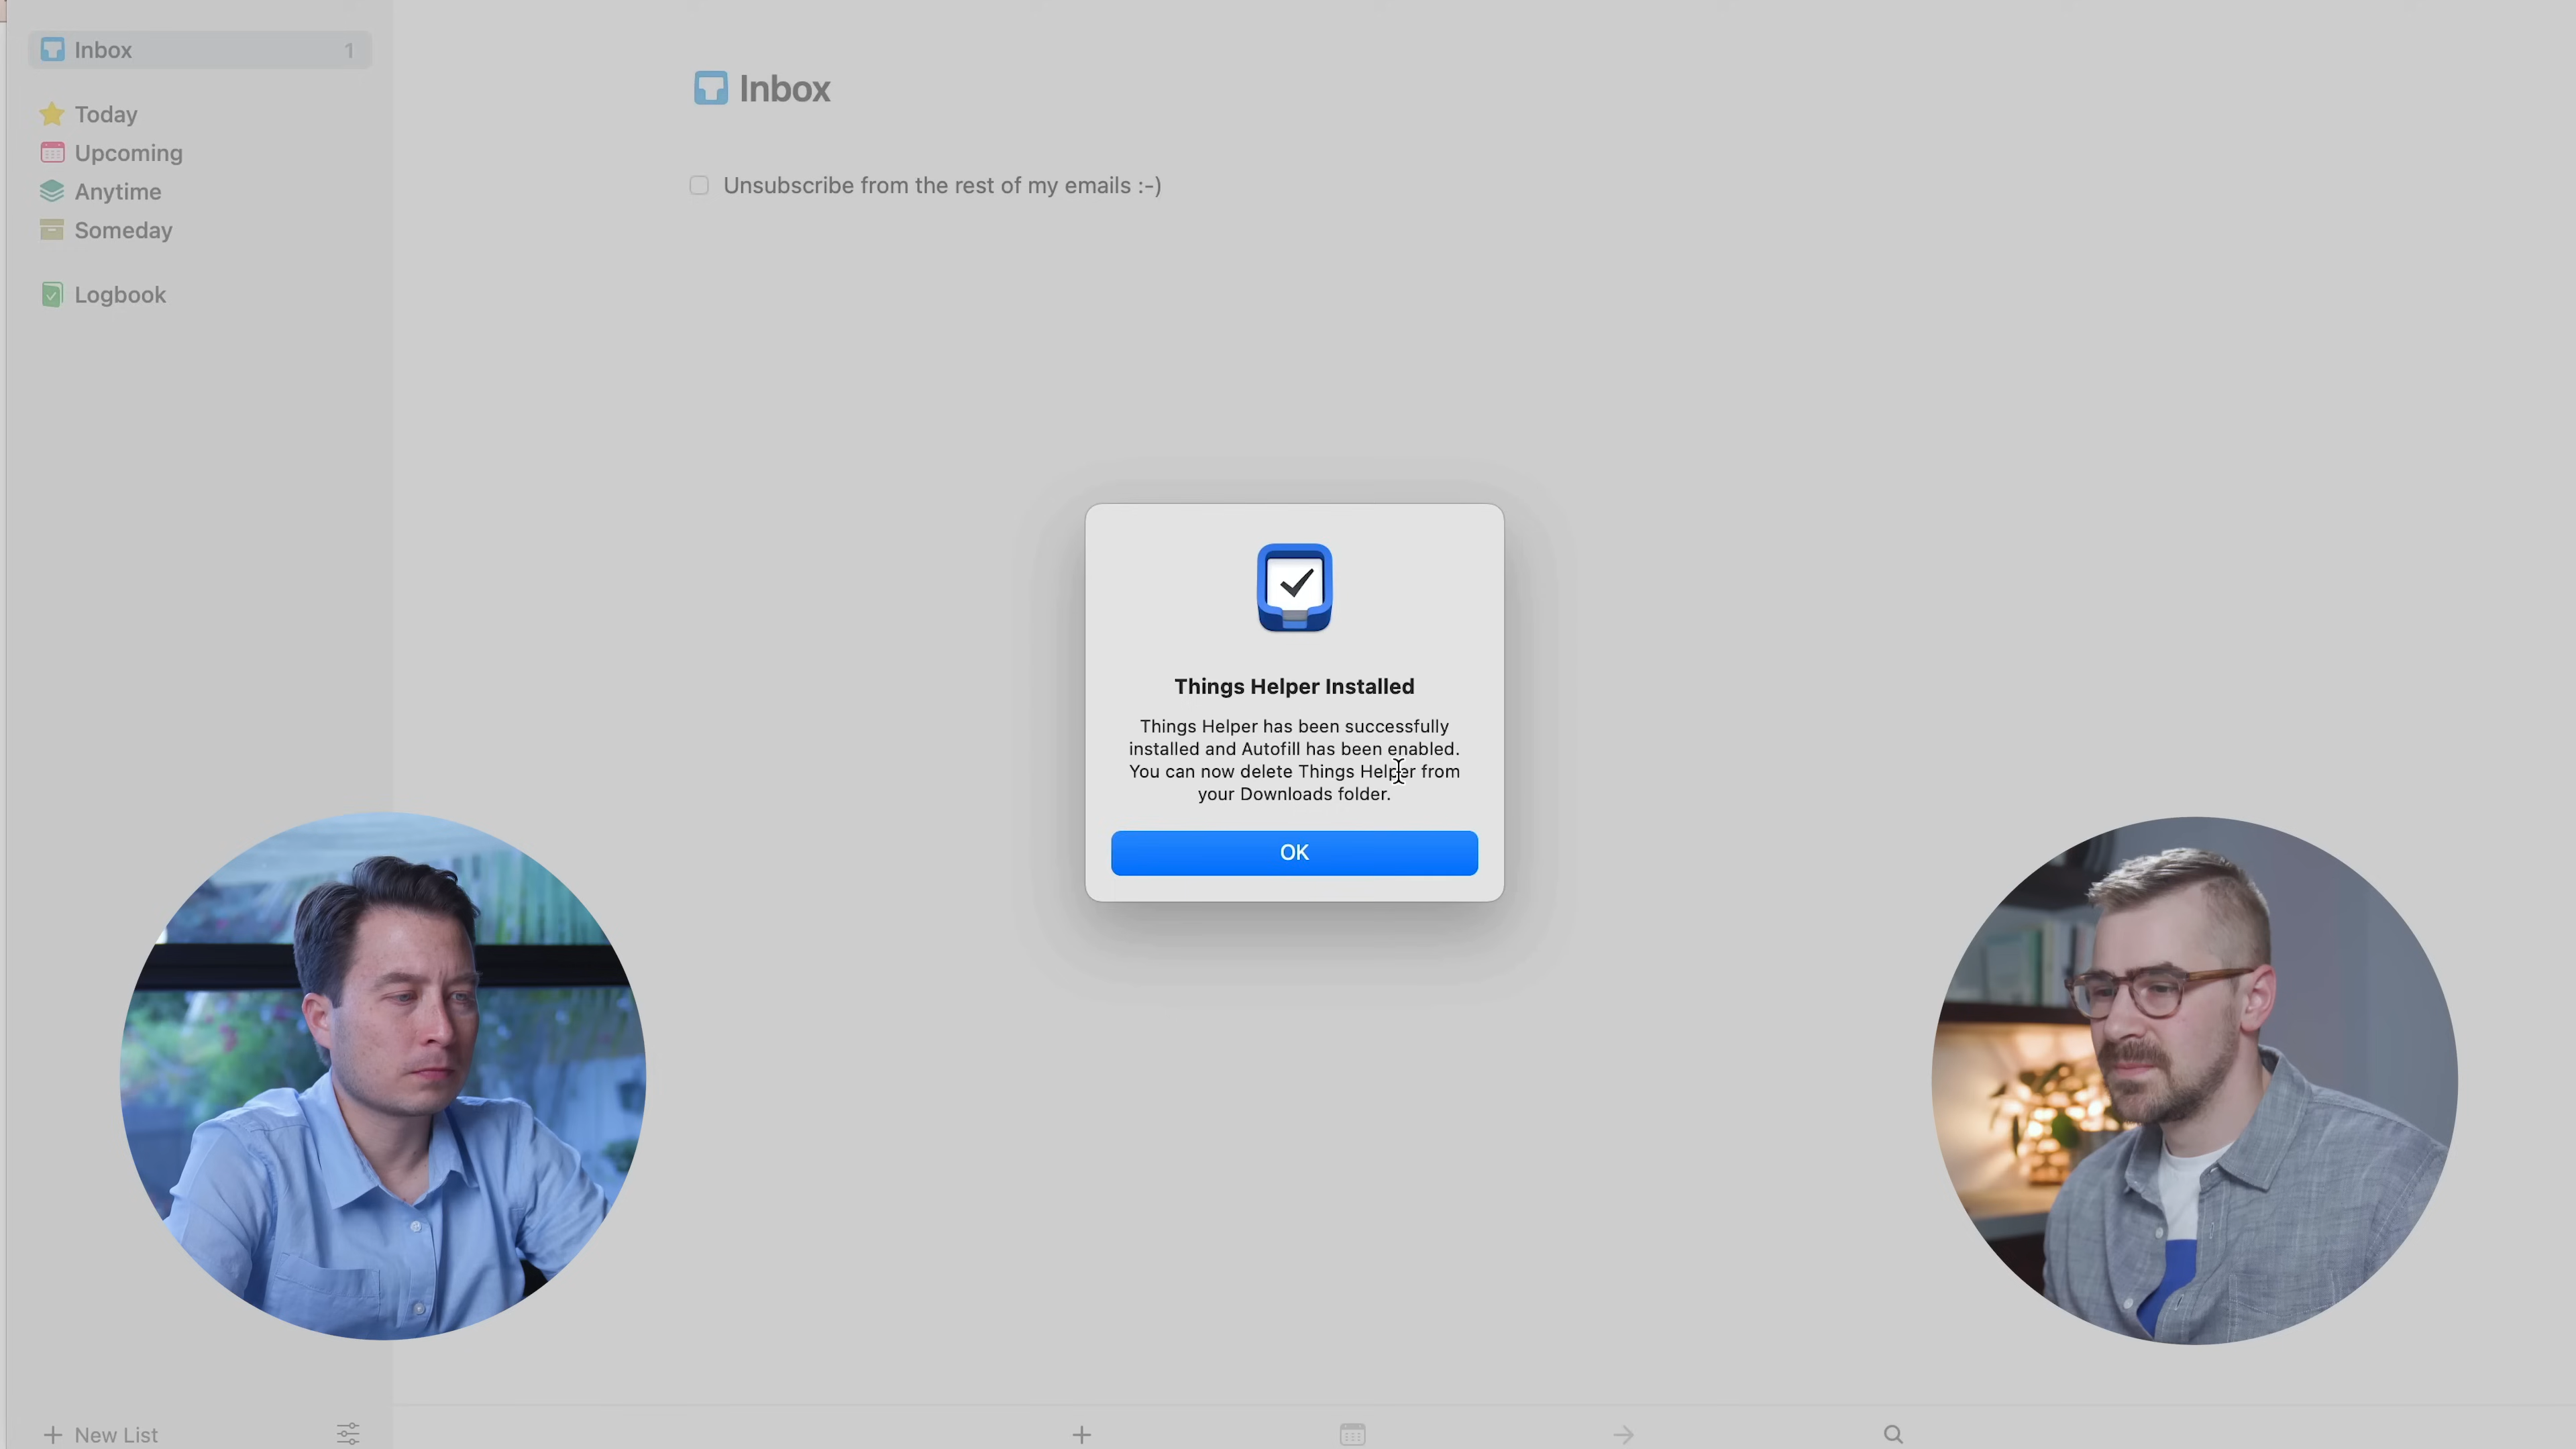 Inbox 1
Today
Upcoming
Anytime
Someday
Logbook
Inbox
Unsubscribe from the rest of my emails :-)
Things Helper Installed
Things Helper has been successfully
installed and Autofill has been enabled.
You can now delete Things Helper from
your Downloads folder.
OK
New List